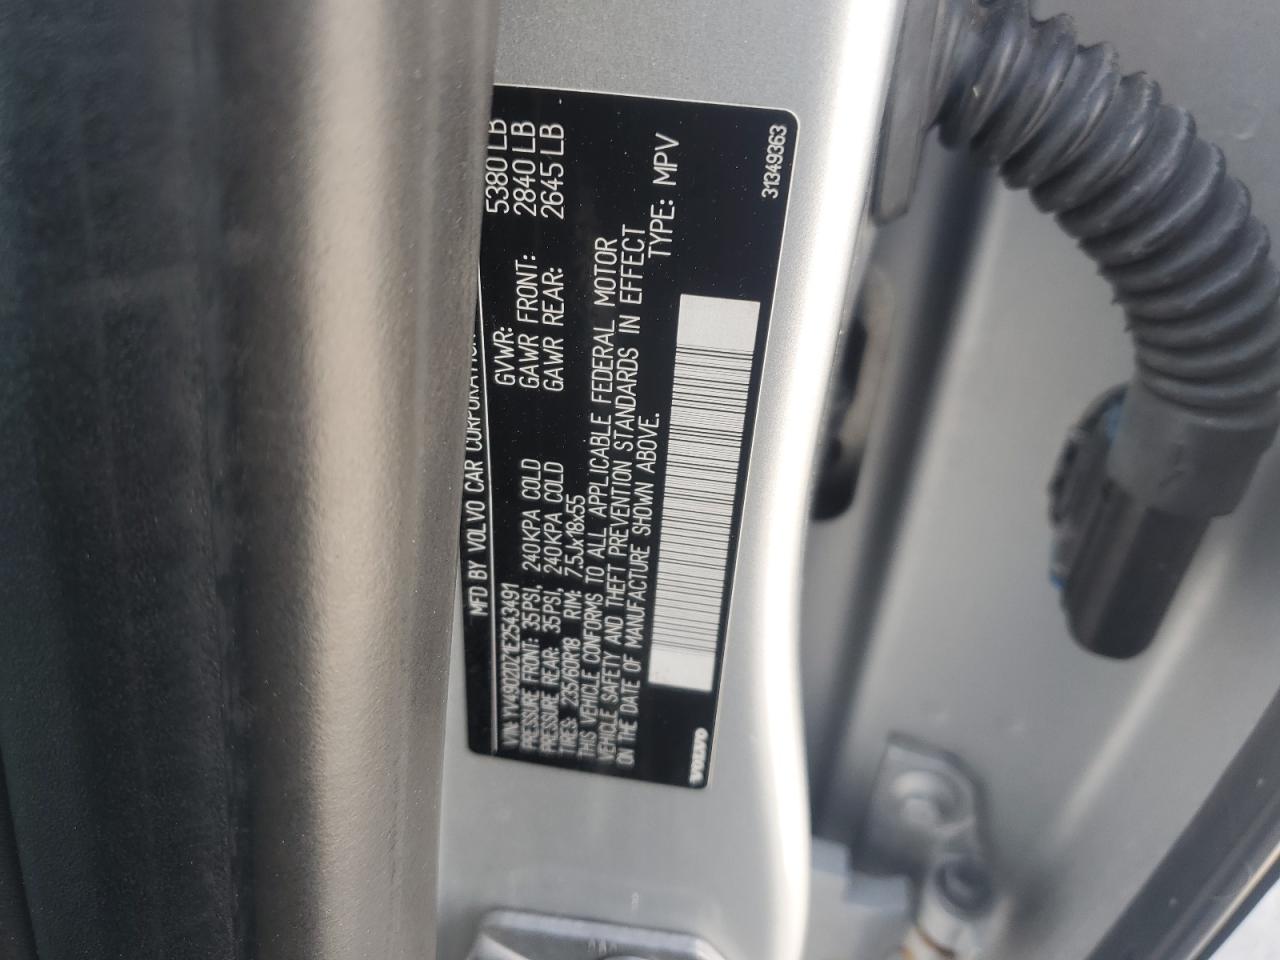 MFD BY VOLVO CAR CORPORATION
GVWR: 5380 LB
GAWR FRONT: 2840 LB
GAWR REAR: 2645 LB
VIN: YV4902DZ1E2543491
PRESSURE FRONT: 35PSI, 240KPA COLD
PRESSURE REAR: 35PSI, 240KPA COLD
TIRES: 235/60R18 RIM: 7.5Jx18x55
THIS VEHICLE CONFORMS TO ALL APPLICABLE FEDERAL MOTOR
VEHICLE SAFETY AND THEFT PREVENTION STANDARDS IN EFFECT
ON THE DATE OF MANUFACTURE SHOWN ABOVE.
TYPE: MPV
VOLVO
31349363